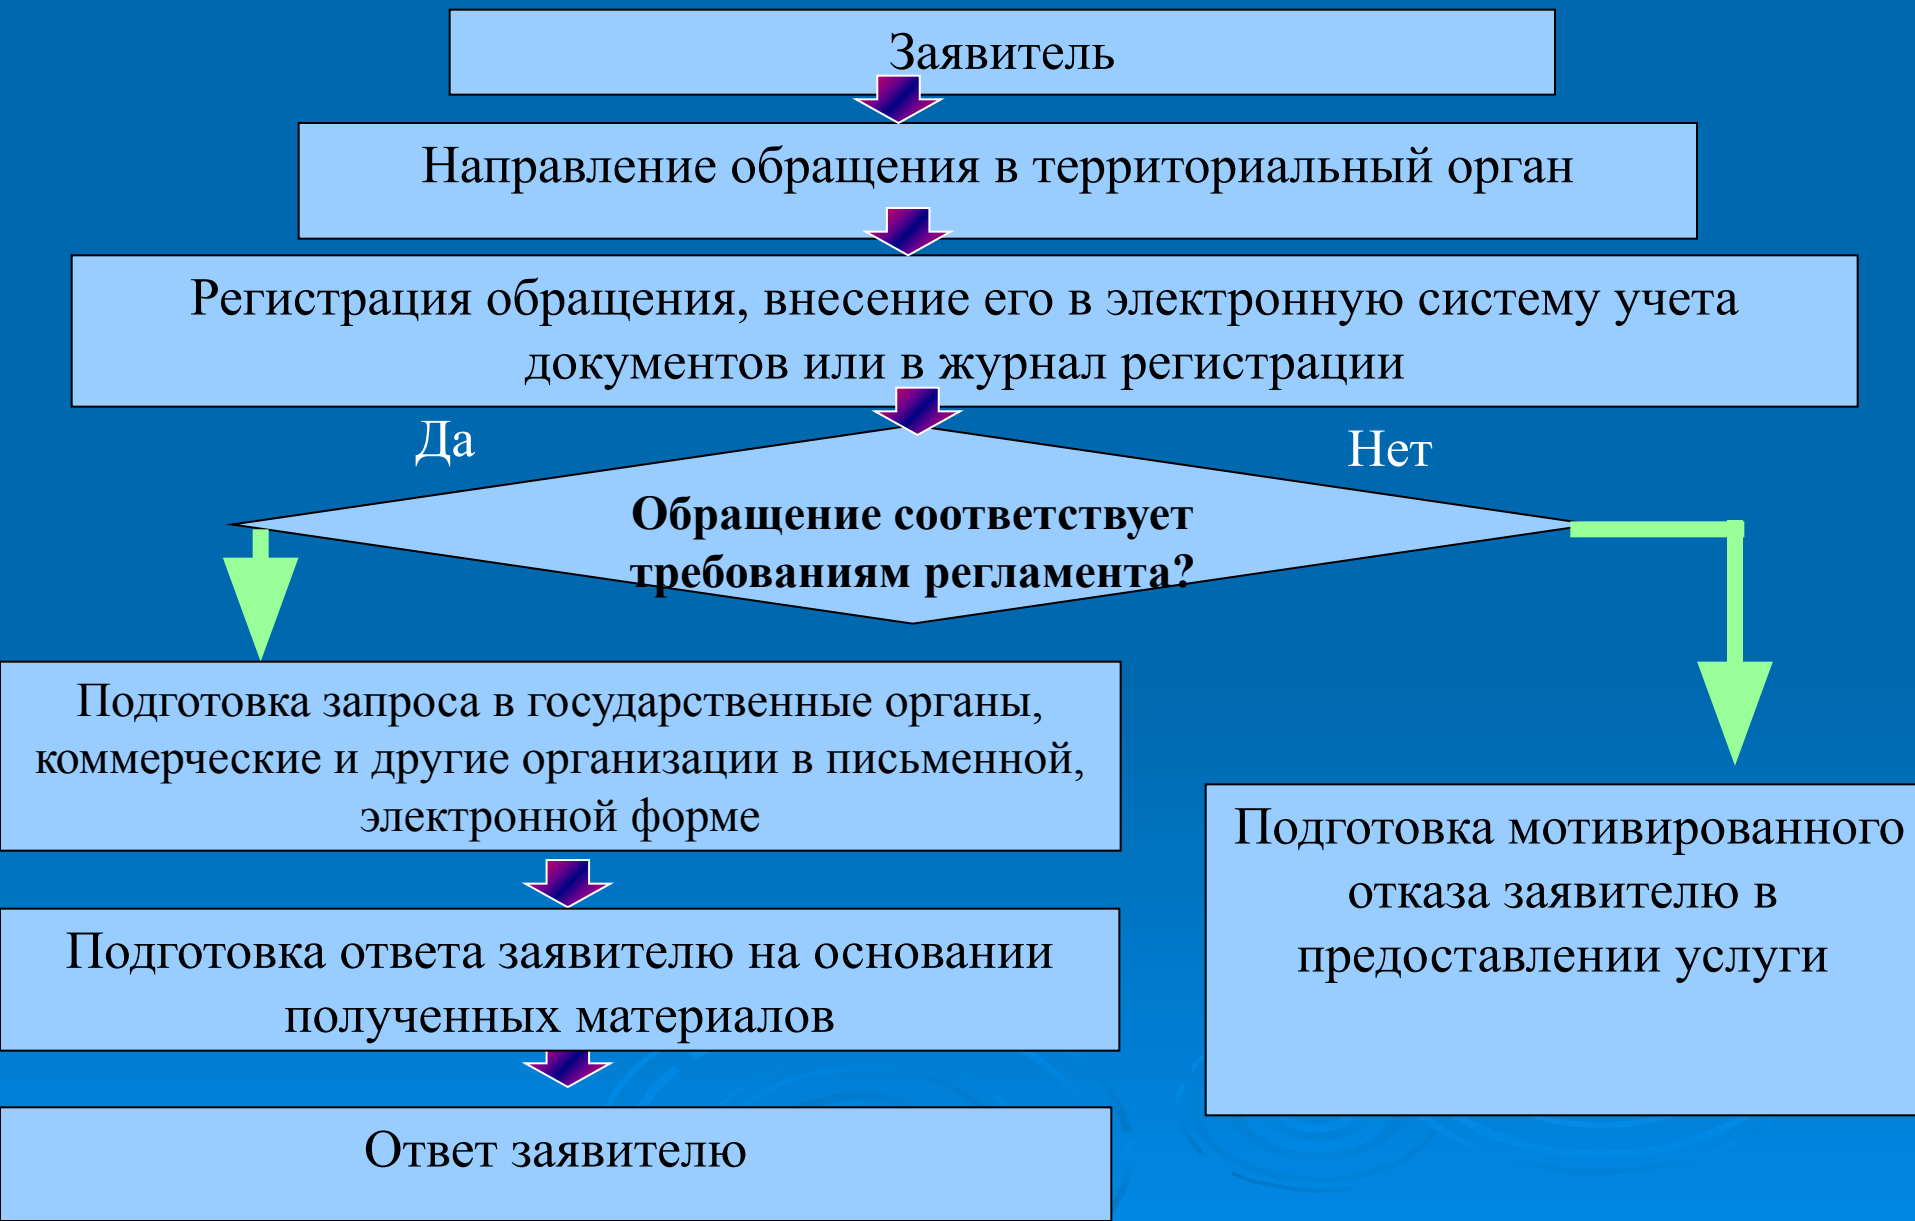 Заявитель
Направление обращения в территориальный орган
Регистрация обращения, внесение его в электронную систему учета
документов или в журнал регистрации
Да
Нет
Обращение соответствует
требованиям регламента?
Подготовка запроса в государственные органы,
коммерческие и другие организации в письменной,
электронной форме
Подготовка мотивированного
отказа заявителю в
предоставлении услуги
Подготовка ответа заявителю на основании
полученных материалов
Ответ заявителю